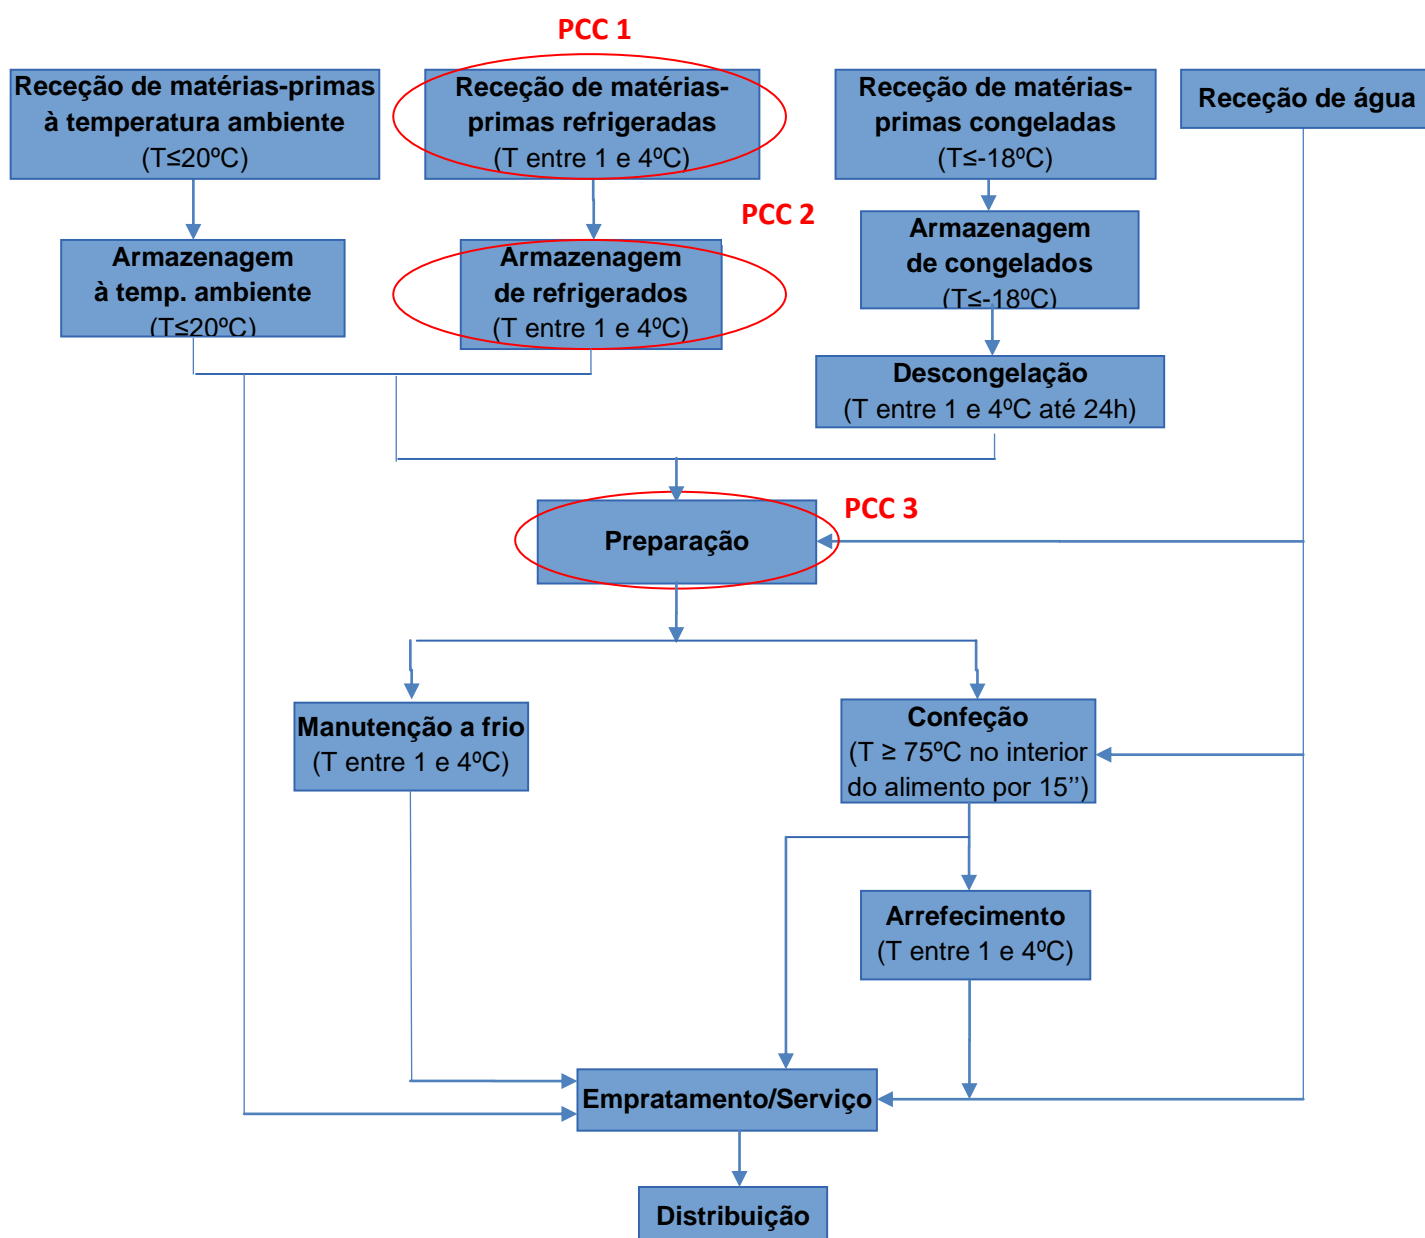 PCC 1
Receção de matérias-primas
à temperatura ambiente
(T≤20ºC)
Receção de matérias-
primas refrigeradas
(T entre 1 e 4ºC)
Receção de matérias-
primas congeladas
(T≤-18ºC)
Receção de água
PCC 2
Armazenagem
à temp. ambiente
(T≤20ºC)
Armazenagem
de refrigerados
(T entre 1 e 4ºC)
Armazenagem
de congelados
(T≤-18ºC)
Descongelação
(T entre 1 e 4ºC até 24h)
PCC 3
Preparação
Manutenção a frio
(T entre 1 e 4ºC)
Confeção
(T ≥ 75ºC no interior
do alimento por 15’’)
Arrefecimento
(T entre 1 e 4ºC)
Empratamento/Serviço
Distribuição